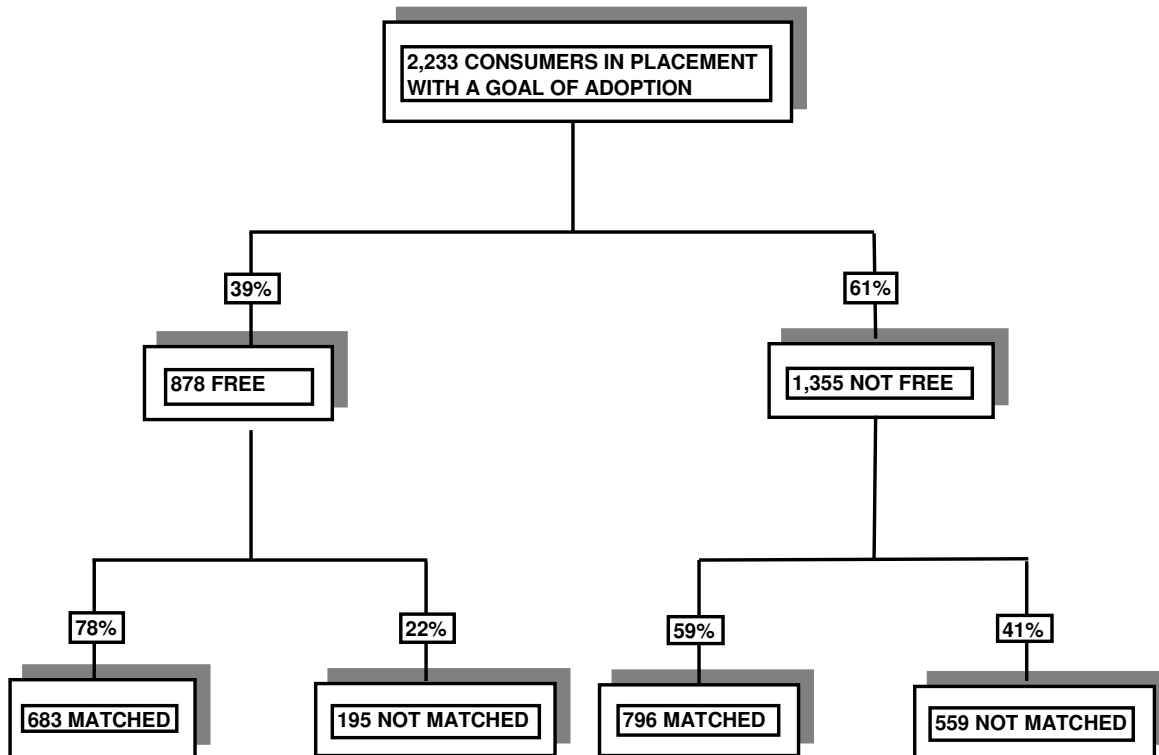 2,233 CONSUMERS IN PLACEMENT
WITH A GOAL OF ADOPTION
39%
61%
878 FREE
1,355 NOT FREE
78%
22%
59%
41%
683 MATCHED
195 NOT MATCHED
796 MATCHED
559 NOT MATCHED